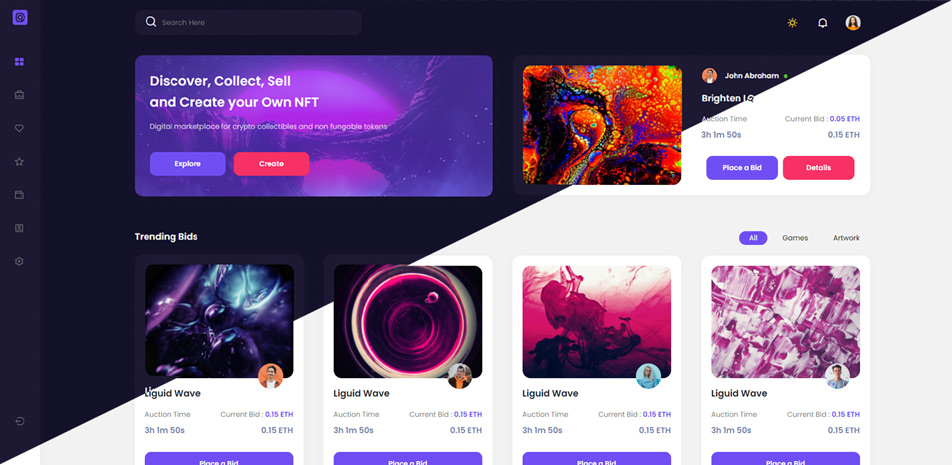 Search Here
Discover, Collect, Sell
and Create your Own NFT
Digital marketplace for crypto collectibles and non fungable tokens
Explore
Create
John Abraham
Brighten
Auction Time
Current Bid : 0.05 ETH
3h 1m 50s
0.15 ETH
Place a Bid
Details
Trending Bids
All
Games
Artwork
Liguid Wave
Auction Time
Current Bid : 0.15 ETH
3h 1m 50s
0.15 ETH
Place a Bid
Liguid Wave
Auction Time
Current Bid : 0.15 ETH
3h 1m 50s
0.15 ETH
Place a Bid
Liguid Wave
Auction Time
Current Bid : 0.15 ETH
3h 1m 50s
0.15 ETH
Place a Bid
Liguid Wave
Auction Time
Current Bid : 0.15 ETH
3h 1m 50s
0.15 ETH
Place a Bid